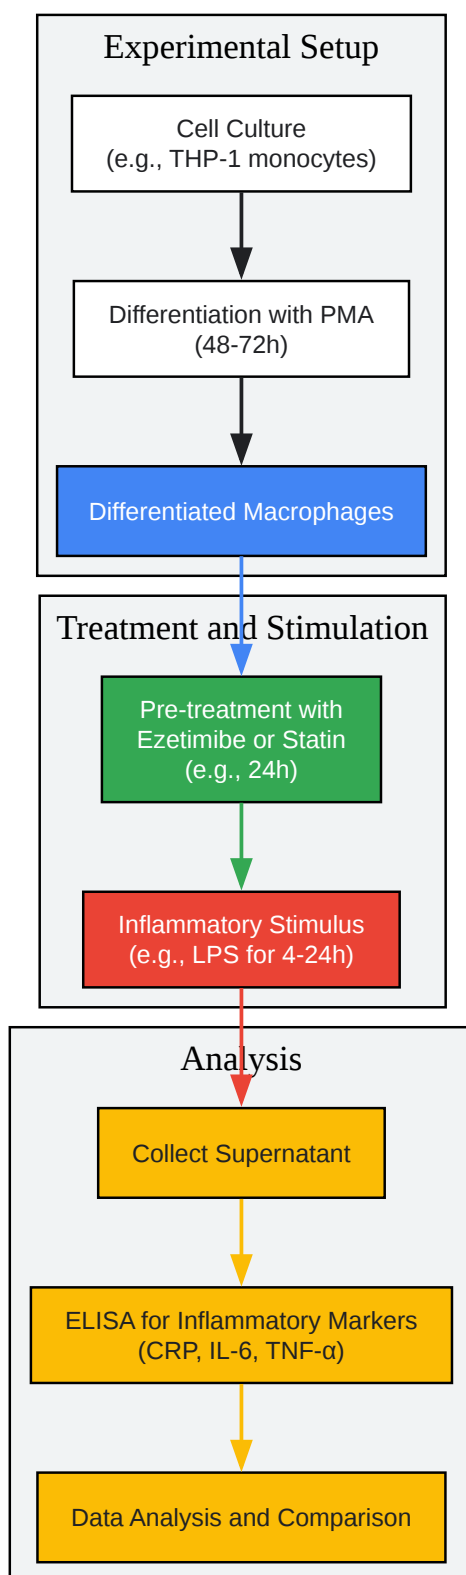 Experimental Setup
Cell Culture
(e.g., THP-1 monocytes)
Differentiation with PMA
(48-72h)
Differentiated Macrophages
Treatment and Stimulation
Pre-treatment with
Ezetimibe or Statin
(e.g., 24h)
Inflammatory Stimulus
(e.g., LPS for 4-24h)
Analysis
Collect Supernatant
ELISA for Inflammatory Markers
(CRP, IL-6, TNF-α)
Data Analysis and Comparison